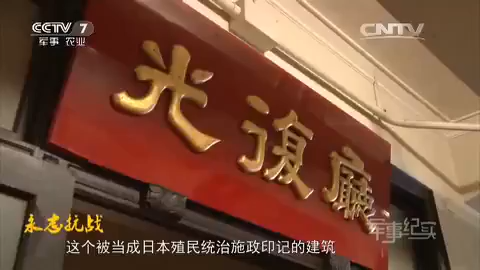 CCTV 7
军事 农业
CNTV
光復廳
军事纪实
永志抗战
这个被当成日本殖民统治施政印记的建筑